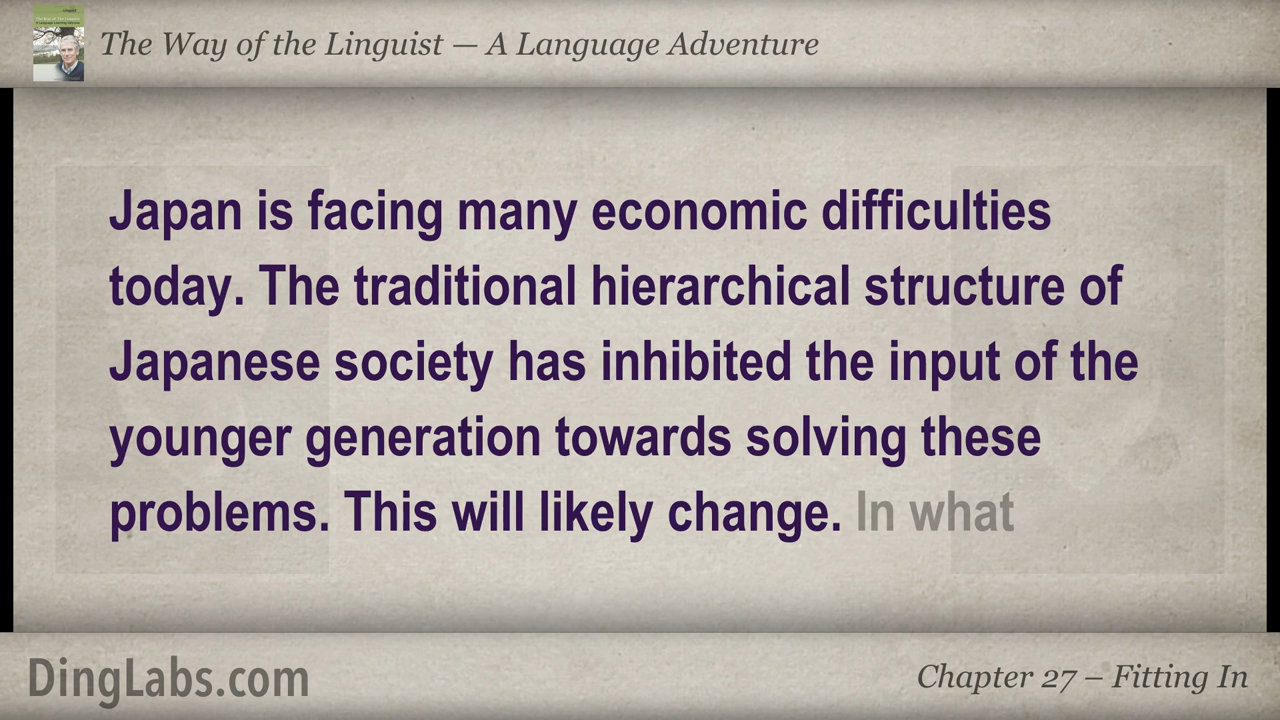 The Way of the Linguist — A Language Adventure
Japan is facing many economic difficulties
today. The traditional hierarchical structure of
Japanese society has inhibited the input of the
younger generation towards solving these
problems. This will likely change. In what
DingLabs.com
Chapter 27 – Fitting In